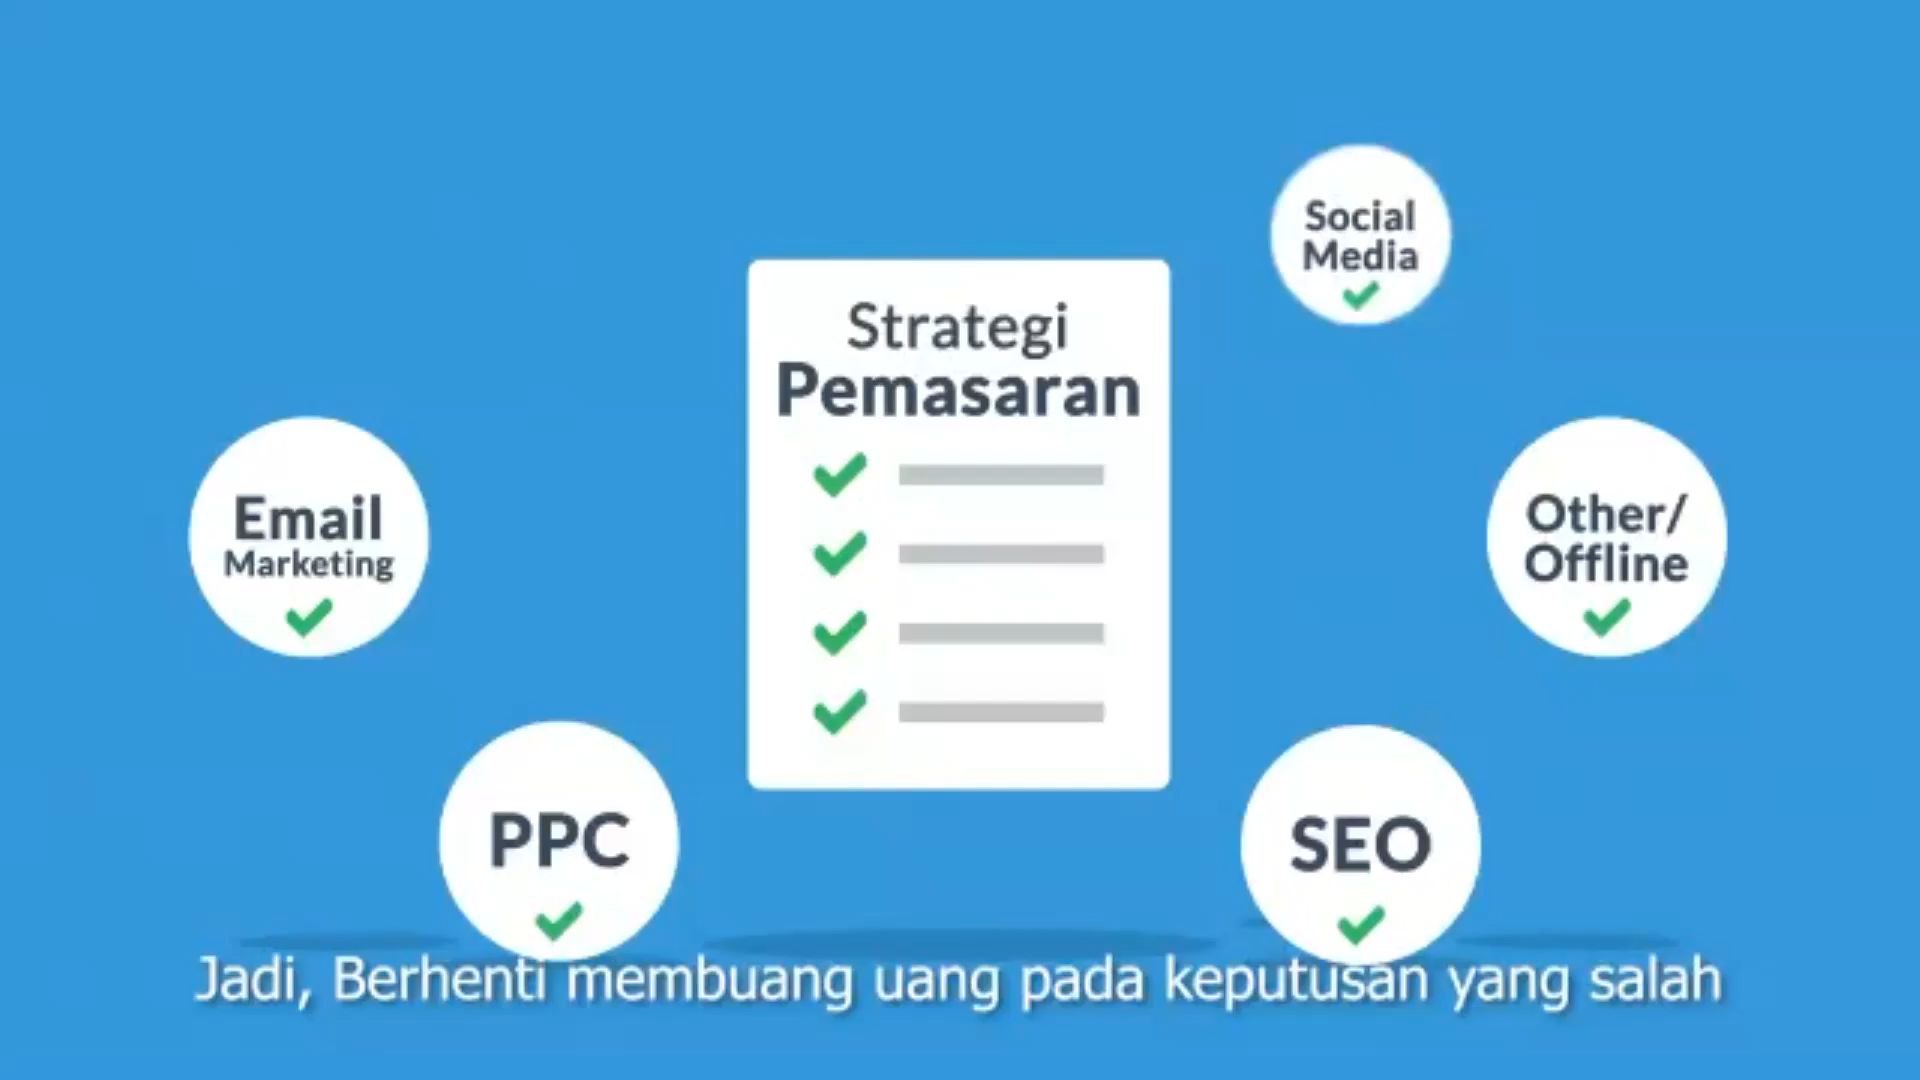 Social
Media
Strategi
Pemasaran
Email
Marketing
Other/
Offline
PPC
SEO
Jadi, Berhenti membuang uang pada keputusan yang salah